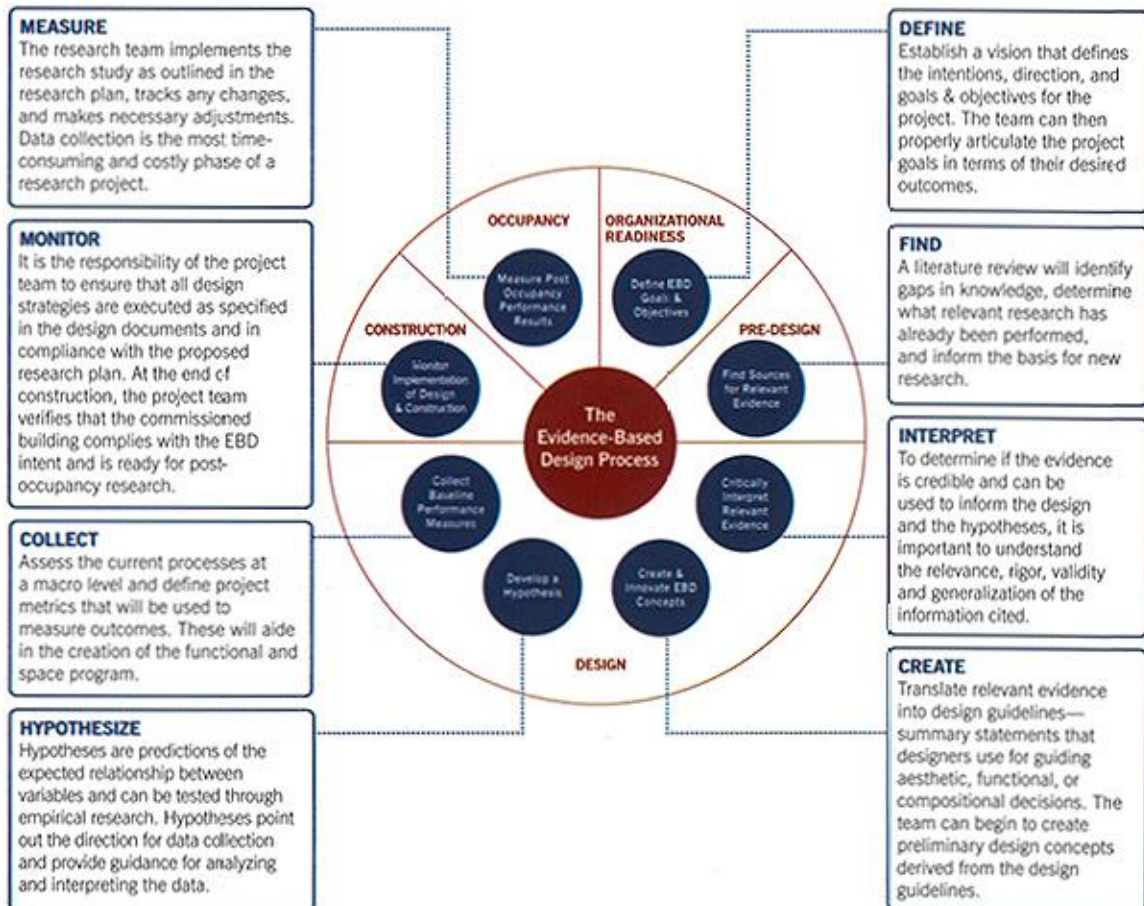 MEASURE
The research team implements the
research study as outlined in the
research plan, tracks any changes,
and makes necessary adjustments.
Data collection is the most time-
consuming and costly phase of a
research project.
MONITOR
It is the responsibility of the project
team to ensure that all design
strategies are executed as specified
in the design documents and in
compliance with the proposed
research plan. At the end of
construction, the project team
verifies that the commissioned
building complies with the EBD
intent and is ready for post-
occupancy research.
COLLECT
Assess the current processes at
a macro level and define project
metrics that will be used to
measure outcomes. These will aide
in the creation of the functional and
space program.
HYPOTHESIZE
Hypotheses are predictions of the
expected relationship between
variables and can be tested through
empirical research. Hypotheses point
out the direction for data collection
and provide guidance for analyzing
and interpreting the data.
OCCUPANCY
Measure Post
Occupancy
Performance
Results
ORGANIZATIONAL
READINESS
Define EBD
Goals &
Objectives
CONSTRUCTION
Monitor
Implementation
of Design
& Construction
PRE-DESIGN
Find Sources
for Relevant
Evidence
The
Evidence-Based
Design Process
Collect
Baseline
Performance
Measures
Critically
Interpret
Relevant
Evidence
Develop a
Hypothesis
Create &
Innovate EBD
Concepts
DESIGN
DEFINE
Establish a vision that defines
the intentions, direction, and
goals & objectives for the
project. The team can then
properly articulate the project
goals in terms of their desired
outcomes.
FIND
A literature review will identify
gaps in knowledge, determine
what relevant research has
already been performed,
and inform the basis for new
research.
INTERPRET
To determine if the evidence
is credible and can be
used to inform the design
and the hypotheses, it is
important to understand
the relevance, rigor, validity
and generalization of the
information cited.
CREATE
Translate relevant evidence
into design guidelines—
summary statements that
designers use for guiding
aesthetic, functional, or
compositional decisions. The
team can begin to create
preliminary design concepts
derived from the design
guidelines.